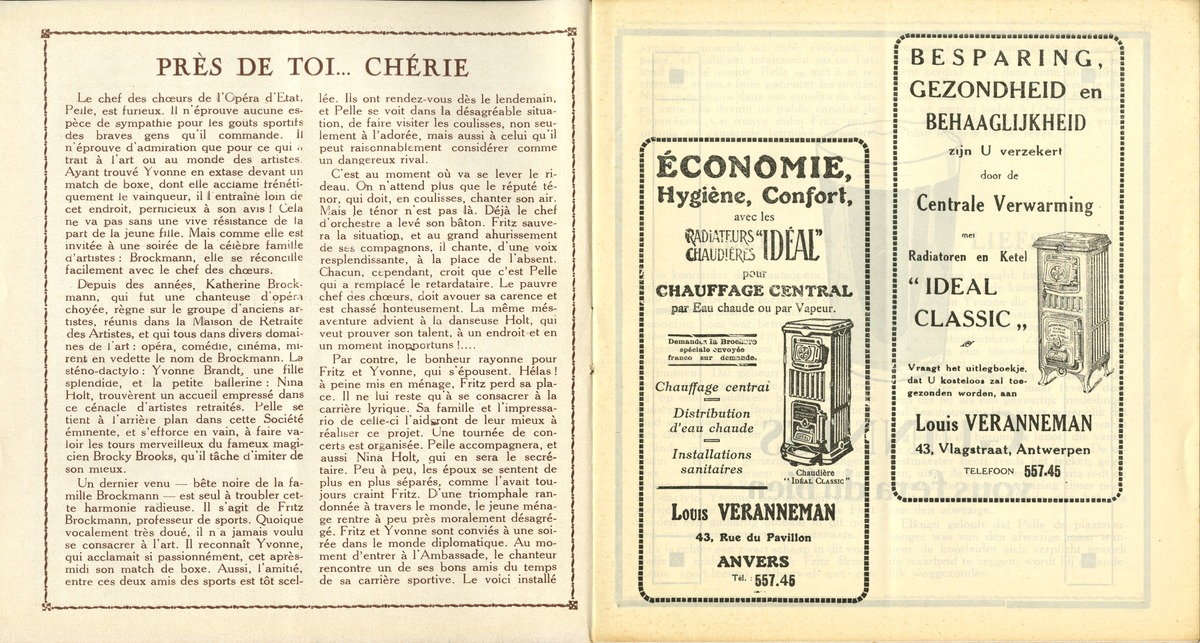 PRÈS DE TOI... CHÉRIE
Le chef des chœurs de l'Opéra d'Etat,
Pelle, est furieux. Il n'éprouve aucune es-
pèce de sympathie pour les goûts sportifs
des braves gens qu'il commande. Il
n'éprouve d'admiration que pour ce qui a
trait à l'art ou au monde des artistes.
Ayant trouvé Yvonne en extase devant un
match de boxe, dont elle acclame fréneti-
quement le vainqueur, il l'entraîne loin de
cet endroit, pernicieux à son avis ! Cela
ne va pas sans une vive résistance de la
part de la jeune fille. Mais comme elle est
invitée à une soirée de la célèbre famille
d'artistes : Brockmann, elle se réconcilie
facilement avec le chef des chœurs.
Depuis des années, Katherine Brock-
mann, qui fut une chanteuse d'opéra
choyée, règne sur le groupe d'anciens ar-
tistes, réunis dans la Maison de Retraite
des Artistes, et qui tous dans divers domai-
nes de l'art : opéra, comédie, cinéma, mi-
rent en vedette le nom de Brockmann. La
sténo-dactylo : Yvonne Brandt, une fille
splendide, et la petite ballerine : Nina
Holt, trouvèrent un accueil empressé dans
ce cénacle d'artistes retraités. Pelle se
tient à l'arrière plan dans cette Société
éminente, et s'efforce en vain, à faire va-
loir les tours merveilleux du fameux magi-
cien Brocky Brooks, qu'il tâche d'imiter de
son mieux.
Un dernier venu — bête noire de la fa-
mille Brockmann — est seul à troubler cet-
te harmonie radieuse. Il s'agit de Fritz
Brockmann, professeur de sports. Quoique
vocalement très doué, il n a jamais voulu
se consacrer à l'art. Il reconnaît Yvonne,
qui acclamait si passionnément, cet après-
midi son match de boxe. Aussi, l'amitié,
entre ces deux amis des sports est tôt scel-
lée. Ils ont rendez-vous dès le lendemain,
et Pelle se voit dans la désagréable situa-
tion, de faire visiter les coulisses, non seu-
lement à l'adorée, mais aussi à celui qu'il
peut raisonnablement considérer comme
un dangereux rival.
C'est au moment où va se lever le ri-
deau. On n'attend plus que le réputé té-
nor, qui doit, en coulisses, chanter son air.
Mais le ténor n'est pas là. Déjà le chef
d'orchestre a levé son bâton. Fritz sauve-
ra la situation, et au grand ahurissement
de ses compagnons, il chante, d'une voix
resplendissante, à la place de l'absent.
Chacun, cependant, croit que c'est Pelle
qui a remplacé le retardataire. Le pauvre
chef des chœurs, doit avouer sa carence et
est chassé honteusement. La même més-
aventure advient à la danseuse Holt, qui
veut prouver son talent, à un endroit et en
un moment inopportuns !....
Par contre, le bonheur rayonne pour
Fritz et Yvonne, qui s'épousent. Hélas !
à peine mis en ménage, Fritz perd sa pla-
ce. Il ne lui reste qu'à se consacrer à la
carrière lyrique. Sa famille et l'impressa-
rio de celle-ci l'aideront de leur mieux à
réaliser ce projet. Une tournée de con-
certs est organisée. Pelle accompagnera, et
aussi Nina Holt, qui en sera le secré-
taire. Peu à peu, les époux se sentent de
plus en plus séparés, comme l'avait tou-
jours craint Fritz. D'une triomphale ran-
donnée à travers le monde, le jeune ména-
ge rentre à peu près moralement désagré-
gé. Fritz et Yvonne sont conviés à une soi-
rée dans le monde diplomatique. Au mo-
ment d'entrer à l'Ambassade, le chanteur
rencontre un de ses bons amis du temps
de sa carrière sportive. Le voici installé
ÉCONOMIE,
Hygiène, Confort,
avec les
RADIATEURS
CHAUDIÈRES "IDÉAL"
pour
CHAUFFAGE CENTRAL
par Eau chaude ou par Vapeur.
Demandez la Brochure
spéciale envoyée
franco sur demande.
Chauffage central
Distribution
d'eau chaude
Installations
sanitaires
Chaudière
"IDÉAL CLASSIC"
Louis VERANNEMAN
43, Rue du Pavillon
ANVERS
Tél. : 557.45
BESPARING,
GEZONDHEID en
BEHAAGLIJKHEID
zijn U verzekert
door de
Centrale Verwarming
met
Radiatoren en Ketel
"IDEAL
CLASSIC„
Vraagt het uitlegboekje,
dat U kosteloos zal toe-
gezonden worden, aan
Louis VERANNEMAN
43, Vlagstraat, Antwerpen
TELEFOON 557.45